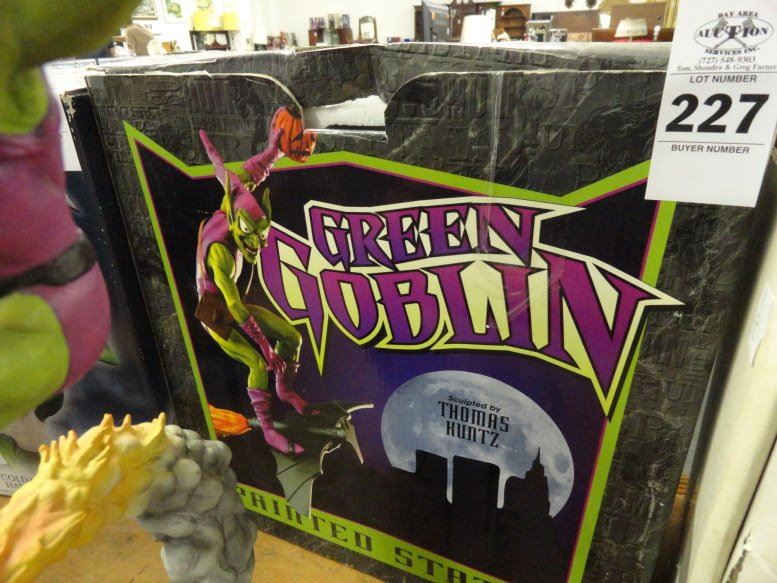 BAY AREA
AUCTION
SERVICES INC.
(727) 548-9303
Tom, Shondra & Greg Farner
LOT NUMBER
227
BUYER NUMBER
GREEN
GOBLIN
Sculpted by
THOMAS
KUNTZ
PAINTED STAT
COLD